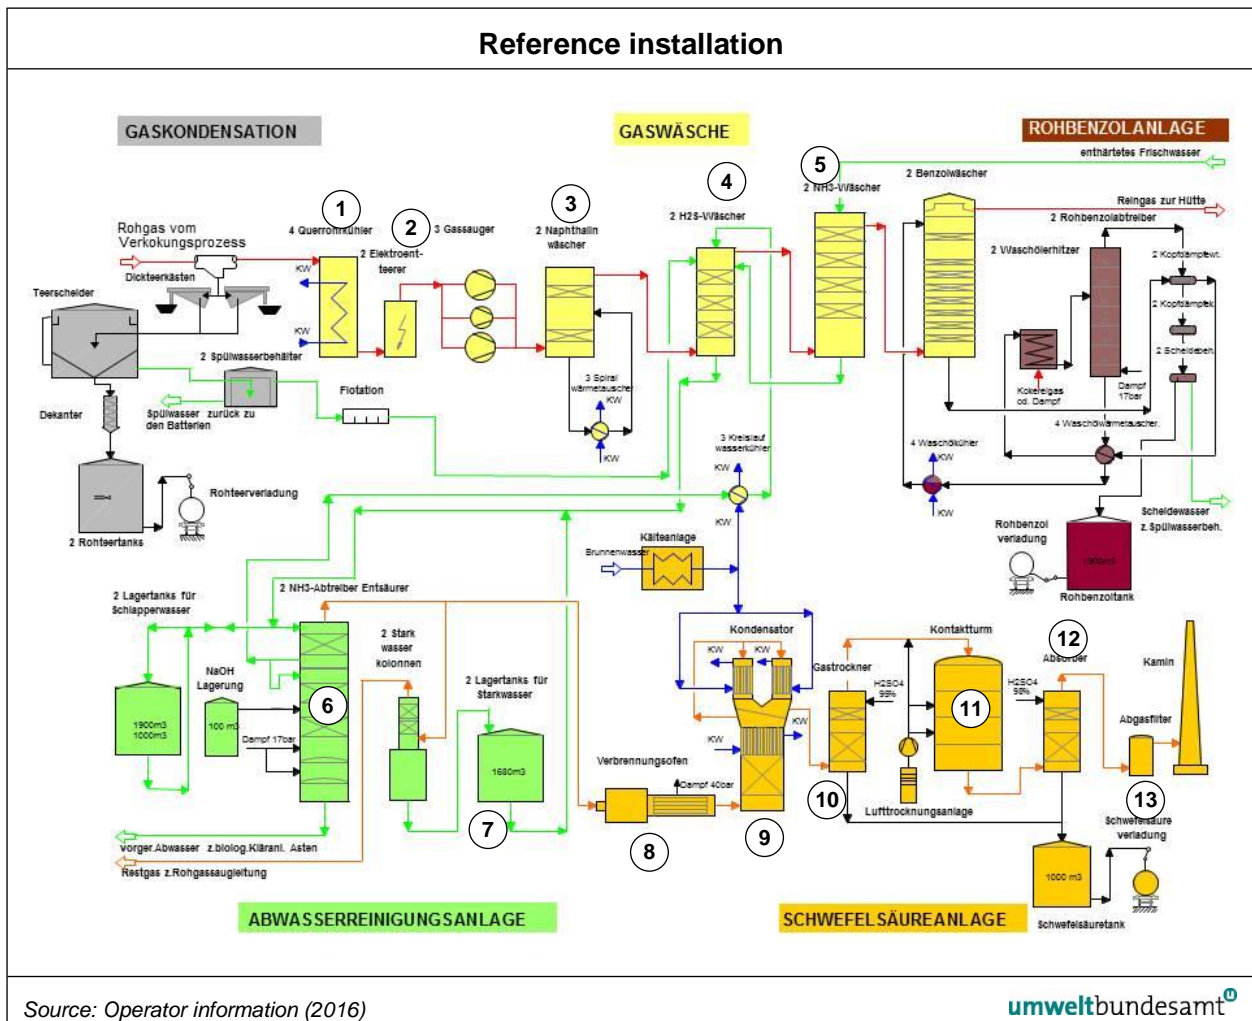 Reference installation
GASKONDENSATION
GASWÄSCHE
ROHBENZOLANLAGE
enthärtetes Frischwasser
1
2
3
4
5
4 Querrohrkühler
3 Gassauger
2 Elektroent-
teerer
2 Naphthalin
wäscher
2 H2S-Wäscher
2 NH3-Wäscher
2 Benzolwäscher
Reingas zur Hütte
2 Rohbenzolabtreiber
Rohgas vom
Verkokungsprozess
Dickteerkästen
Teerscheider
KW
KW
2 Waschölerhitzer
2 Kopfdämpfewt.
2 Kopfdämpfek.
2 Scheidebeh.
2 Spülwasserbehälter
Flotation
Spülwasser zurück zu
den Batterien
Dekanter
3 Spiral
wärmetauscher
KW
KW
Kokereigas
od. Dampf
Dampf
17bar
4 Waschölwärmetauscher.
4 Waschölkühler
KW
KW
3 Kreislauf
wasserkühler
KW
KW
Rohteerverladung
2 Rohteertanks
Scheidewasser
z.Spülwasserbeh.
Rohbenzol
verladung
Rohbenzoltank
Kälteanlage
Brunnenwasser
2 Lagertanks für
Schlapperwasser
2 NH3-Abtreiber Entsäurer
NaOH
Lagerung
100 m3
1900m3
1000m3
Dampf 17bar
6
2 Stark
wasser
kolonnen
2 Lagertanks für
Starkwasser
1680m3
7
Kondensator
KW
KW
KW
KW
Verbrennungsofen
Dampf 40bar
8
9
Gastrockner
H2SO4
99%
10
Kontaktturm
11
Lufttrocknungsanlage
12
Absorber
H2SO4
98%
Kamin
Abgasfilter
13
Schwefelsäure
verladung
1000 m3
Schwefelsäuretank
vorger.Abwasser z.biolog.Kläranl. Asten
Restgas z.Rohgassaugleitung
ABWASSERREINIGUNGSANLAGE
SCHWEFELSÄUREANLAGE
Source: Operator information (2016)
umweltbundesamt
u